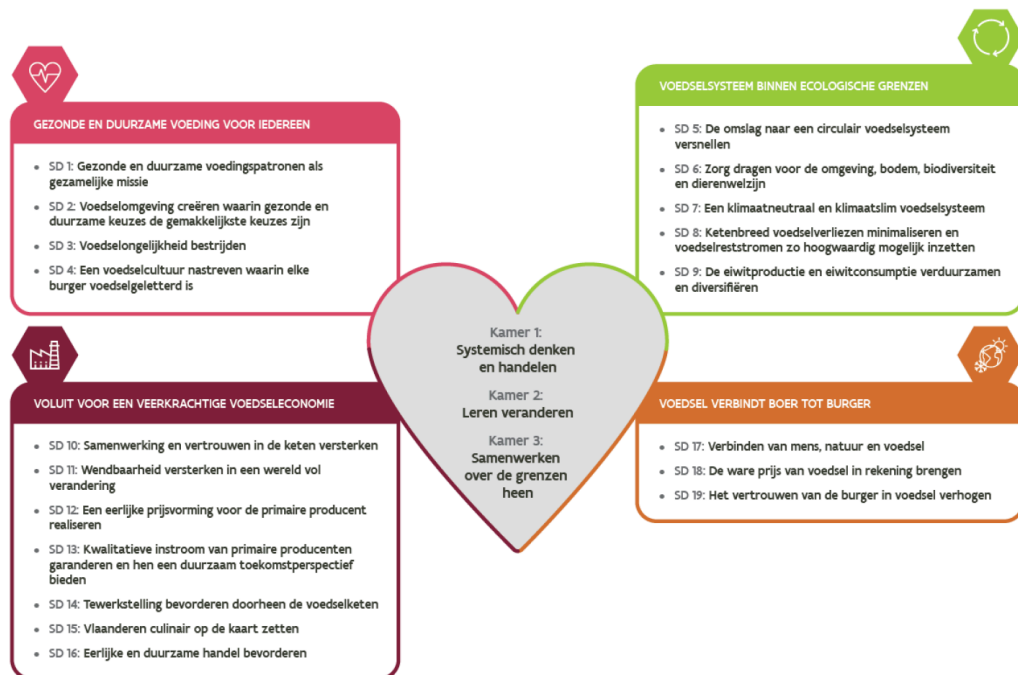 GEZONDE EN DUURZAME VOEDING VOOR IEDEREEN
• SD 1: Gezonde en duurzame voedingspatronen als
gezamelijke missie
• SD 2: Voedselomgeving creëren waarin gezonde en
duurzame keuzes de gemakkelijkste keuzes zijn
• SD 3: Voedselongelijkheid bestrijden
• SD 4: Een voedselcultuur nastreven waarin elke
burger voedselgeletterd is
VOEDSELSYSTEEM BINNEN ECOLOGISCHE GRENZEN
• SD 5: De omslag naar een circulair voedselsysteem
versnellen
• SD 6: Zorg dragen voor de omgeving, bodem, biodiversiteit
en dierenwelzijn
• SD 7: Een klimaatneutraal en klimaatslim voedselsysteem
• SD 8: Ketenbreed voedselverliezen minimaliseren en
voedselreststromen zo hoogwaardig mogelijk inzetten
• SD 9: De eiwitproductie en eiwitconsumptie verduurzamen
en diversifiëren
Kamer 1:
Systemisch denken
en handelen
Kamer 2:
Leren veranderen
Kamer 3:
Samenwerken
over de grenzen
heen
VOLUIT VOOR EEN VEERKRACHTIGE VOEDSELECONOMIE
• SD 10: Samenwerking en vertrouwen in de keten versterken
• SD 11: Wendbaarheid versterken in een wereld vol
verandering
• SD 12: Een eerlijke prijsvorming voor de primaire producent
realiseren
• SD 13: Kwalitatieve instroom van primaire producenten
garanderen en hen een duurzaam toekomstperspectief
bieden
• SD 14: Tewerkstelling bevorderen doorheen de voedselketen
• SD 15: Vlaanderen culinair op de kaart zetten
• SD 16: Eerlijke en duurzame handel bevorderen
VOEDSEL VERBINDT BOER TOT BURGER
• SD 17: Verbinden van mens, natuur en voedsel
• SD 18: De ware prijs van voedsel in rekening brengen
• SD 19: Het vertrouwen van de burger in voedsel verhogen